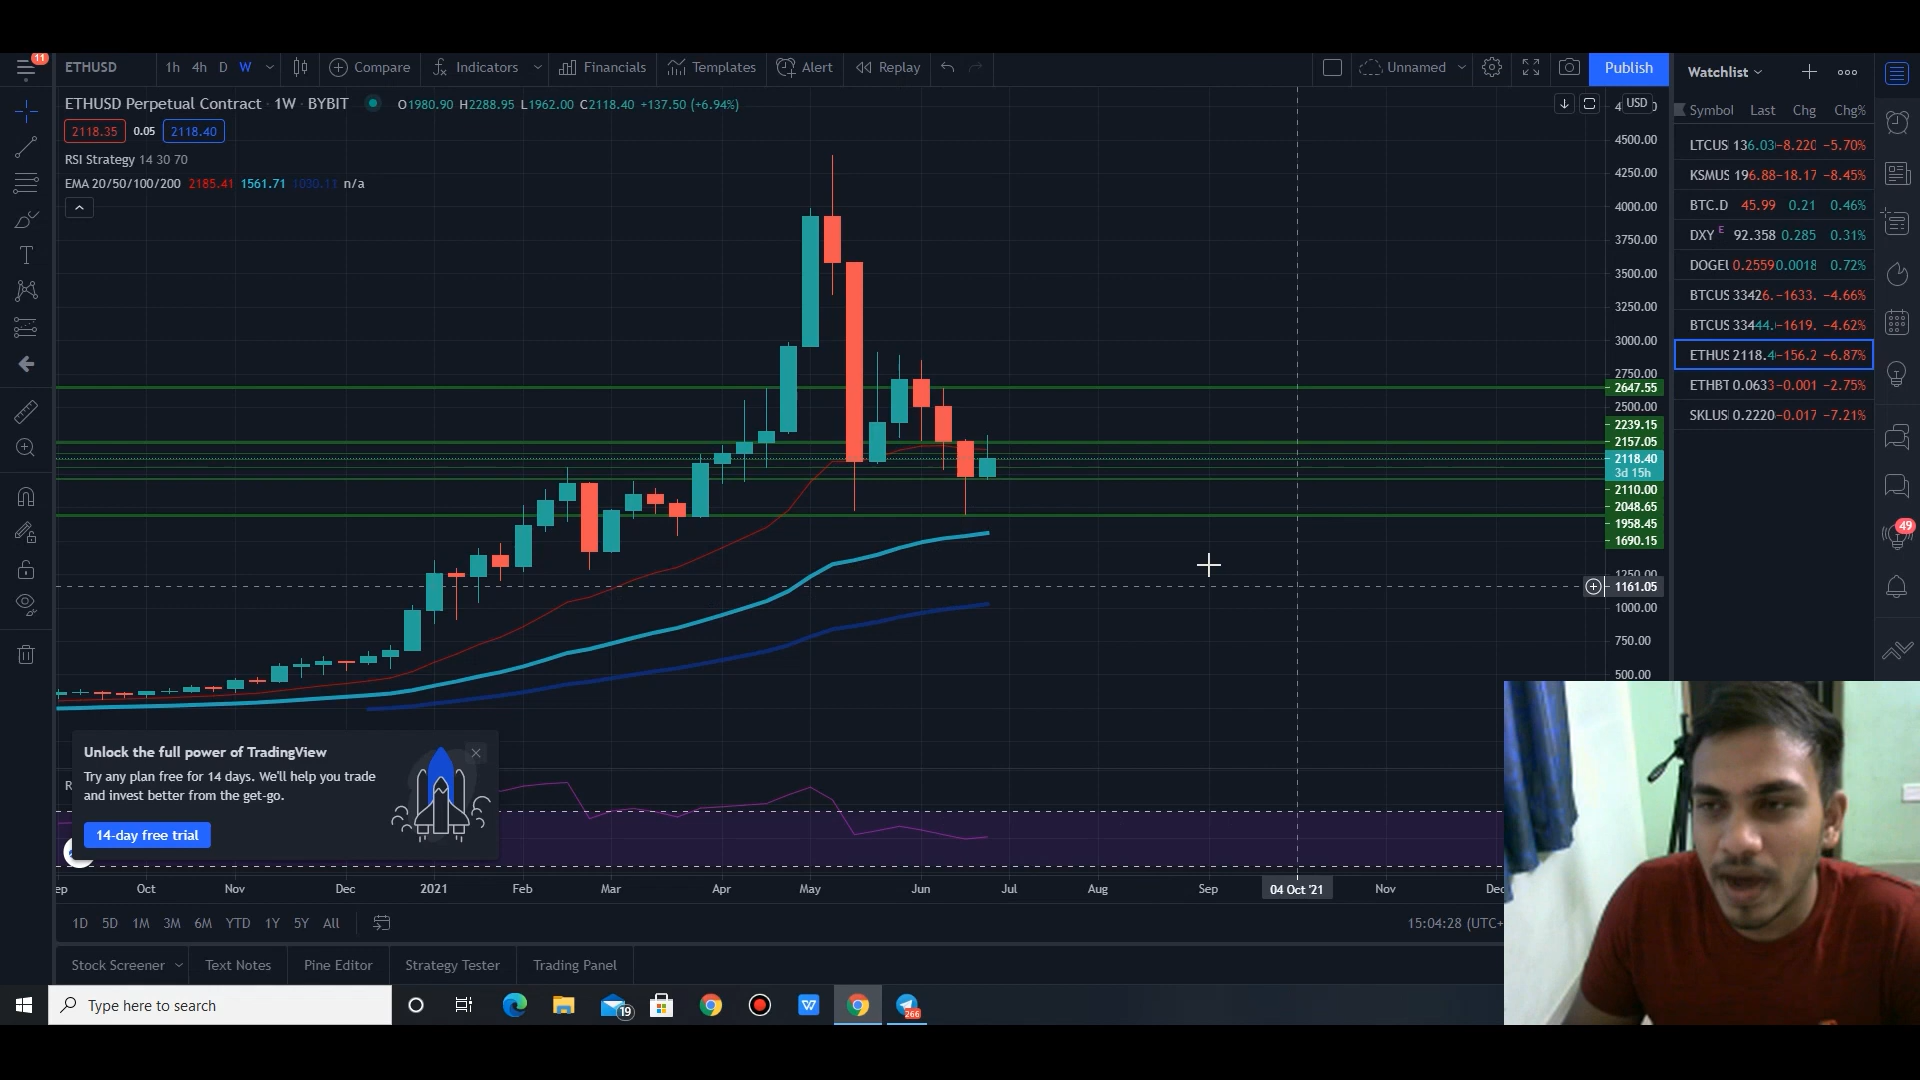 11
ETHUSD 1h 4h D W Compare Indicators Financials Templates Alert Replay Unnamed Publish
Watchlist
ETHUSD Perpetual Contract · 1W · BYBIT O1980.90 H2288.95 L1962.00 C2118.40 +137.50 (+6.94%)
USD
Symbol Last Chg Chg%
2118.35 0.05 2118.40
RSI Strategy 14 30 70
EMA 20/50/100/200 2185.41 1561.71 1030.11 n/a
4500.00
4250.00
4000.00
3750.00
3500.00
3250.00
3000.00
2750.00
2647.55
2500.00
2239.15
2157.05
2118.40
3d 15h
2110.00
2048.65
1958.45
1690.15
1250.00
1161.05
1000.00
750.00
500.00
LTCUS 136.03 -8.220 -5.70%
KSMUS 196.88 -18.17 -8.45%
BTC.D 45.99 0.21 0.46%
DXY E 92.358 0.285 0.31%
DOGEU 0.2559 0.0018 0.72%
BTCUS 33426. -1633. -4.66%
BTCUS 33444. -1619. -4.62%
ETHUS 2118.4 -156.2 -6.87%
ETHBT 0.0633 -0.001 -2.75%
SKLUS 0.2220 -0.017 -7.21%
49
Unlock the full power of TradingView
Try any plan free for 14 days. We'll help you trade
and invest better from the get-go.
14-day free trial
R
ep Oct Nov Dec 2021 Feb Mar Apr May Jun Jul Aug Sep 04 Oct '21 Nov Dec
1D 5D 1M 3M 6M YTD 1Y 5Y All 15:04:28 (UTC+
Stock Screener Text Notes Pine Editor Strategy Tester Trading Panel
Type here to search
19
266